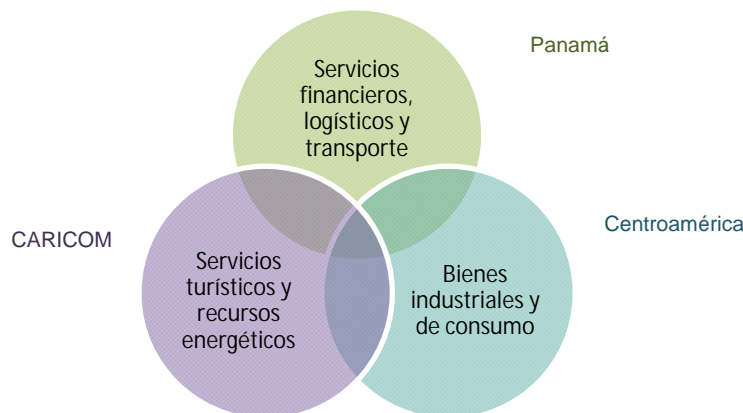 Panamá
Servicios
financieros,
logísticos y
transporte
CARICOM
Centroamérica
Servicios
turísticos y
recursos
energéticos
Bienes
industriales y
de consumo